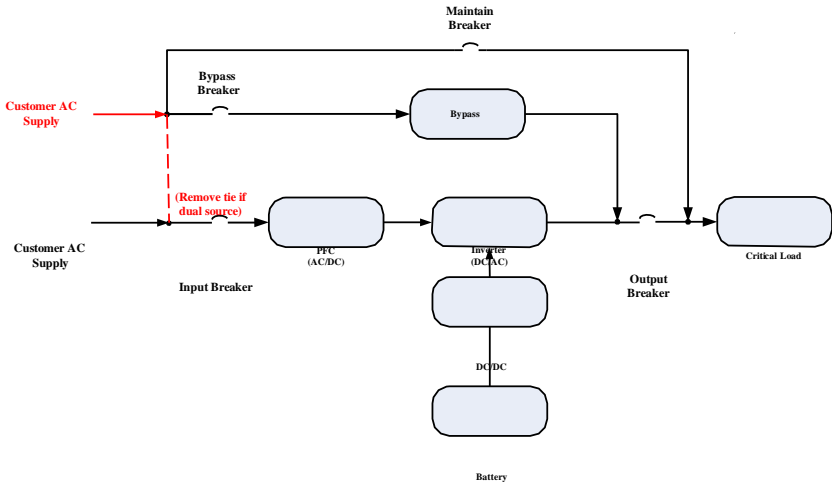 Maintain
Breaker
Bypass
Breaker
Customer AC
Supply
Bypass
(Remove tie if
dual source)
Customer AC
Supply
PFC
(AC/DC)
Inverter
(DC/AC)
Critical Load
Input Breaker
Output
Breaker
DC/DC
Battery